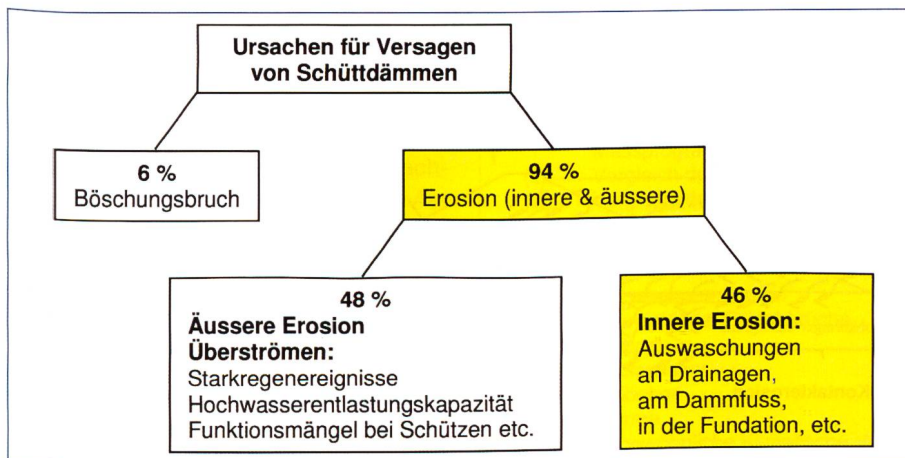 Ursachen für Versagen
von Schüttdämmen
6 %
Böschungsbruch
94 %
Erosion (innere & äussere)
48 %
Äussere Erosion
Überströmen:
Starkregenereignisse
Hochwasserentlastungskapazität
Funktionsmängel bei Schützen etc.
46 %
Innere Erosion:
Auswaschungen
an Drainagen,
am Dammfuss,
in der Fundation, etc.